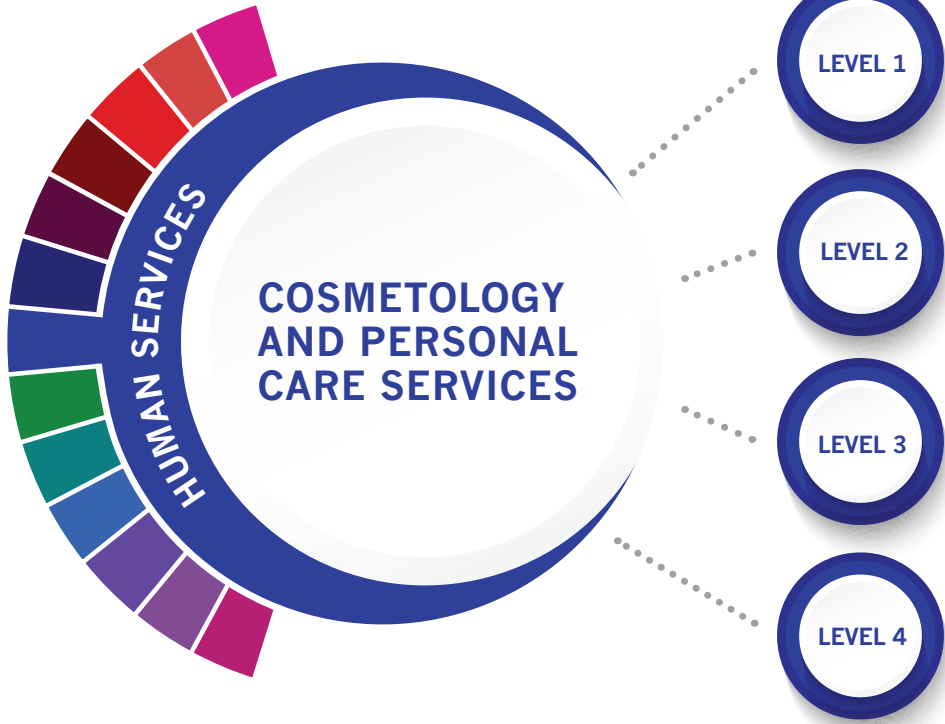 HUMAN SERVICES
COSMETOLOGY
AND PERSONAL
CARE SERVICES
LEVEL 1
LEVEL 2
LEVEL 3
LEVEL 4